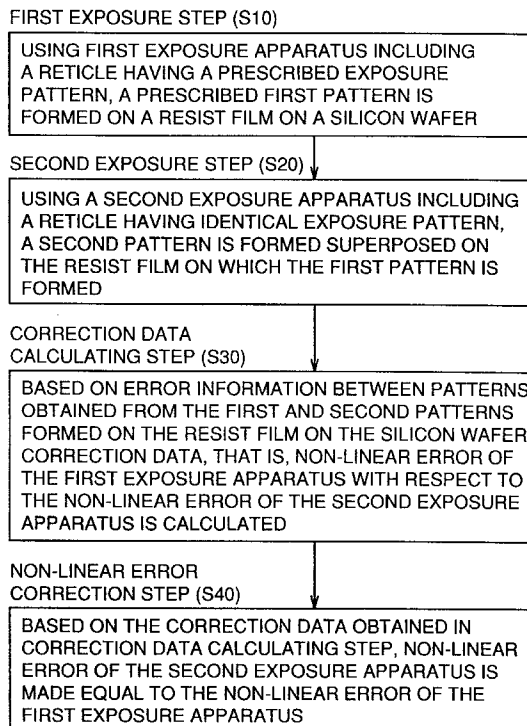 FIRST EXPOSURE STEP (S10)
USING FIRST EXPOSURE APPARATUS INCLUDING
A RETICLE HAVING A PRESCRIBED EXPOSURE
PATTERN, A PRESCRIBED FIRST PATTERN IS
FORMED ON A RESIST FILM ON A SILICON WAFER
SECOND EXPOSURE STEP (S20)
USING A SECOND EXPOSURE APPARATUS INCLUDING
A RETICLE HAVING IDENTICAL EXPOSURE PATTERN,
A SECOND PATTERN IS FORMED SUPERPOSED ON
THE RESIST FILM ON WHICH THE FIRST PATTERN IS
FORMED
CORRECTION DATA
CALCULATING STEP (S30)
BASED ON ERROR INFORMATION BETWEEN PATTERNS
OBTAINED FROM THE FIRST AND SECOND PATTERNS
FORMED ON THE RESIST FILM ON THE SILICON WAFER
CORRECTION DATA, THAT IS, NON-LINEAR ERROR OF
THE FIRST EXPOSURE APPARATUS WITH RESPECT TO
THE NON-LINEAR ERROR OF THE SECOND EXPOSURE
APPARATUS IS CALCULATED
NON-LINEAR ERROR
CORRECTION STEP (S40)
BASED ON THE CORRECTION DATA OBTAINED IN
CORRECTION DATA CALCULATING STEP, NON-LINEAR
ERROR OF THE SECOND EXPOSURE APPARATUS IS
MADE EQUAL TO THE NON-LINEAR ERROR OF THE
FIRST EXPOSURE APPARATUS